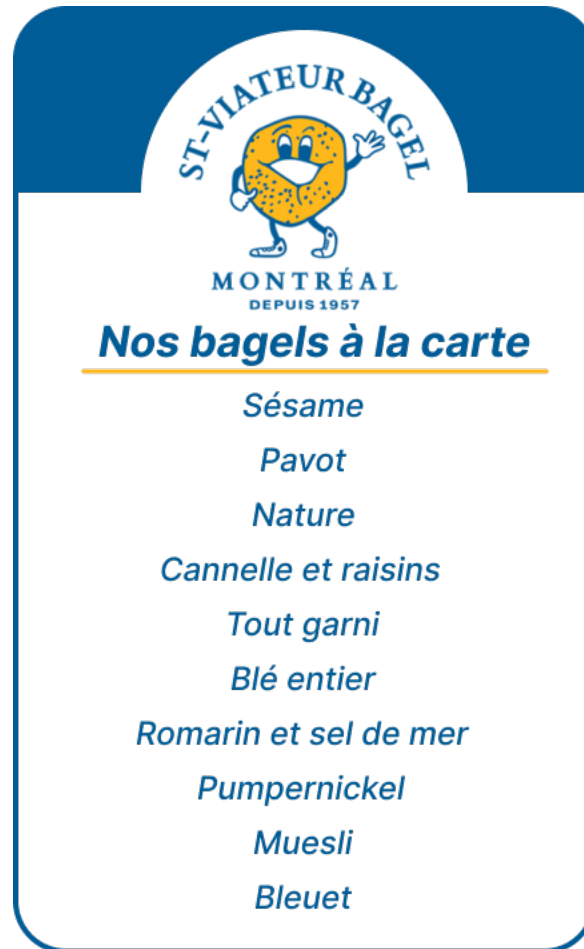 ST-VIATEUR BAGEL
MONTRÉAL
DEPUIS 1957
Nos bagels à la carte
Sésame
Pavot
Nature
Cannelle et raisins
Tout garni
Blé entier
Romarin et sel de mer
Pumpernickel
Muesli
Bleuet